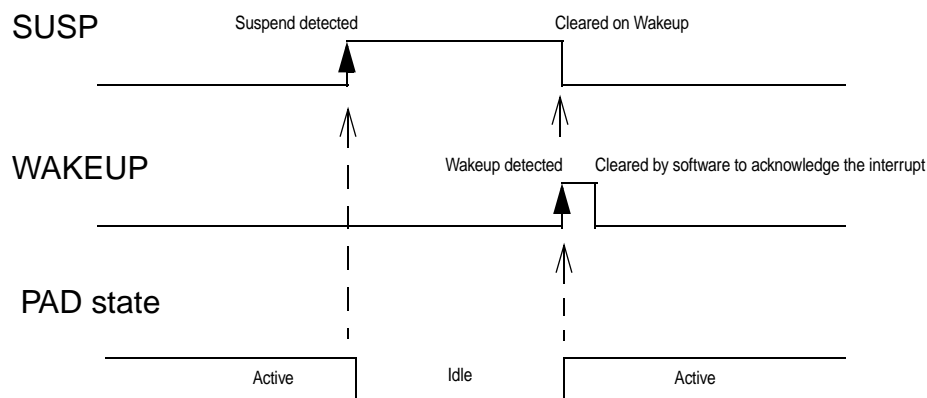 SUSP
Suspend detected
Cleared on Wakeup
WAKEUP
Wakeup detected
Cleared by software to acknowledge the interrupt
PAD state
Active
Idle
Active